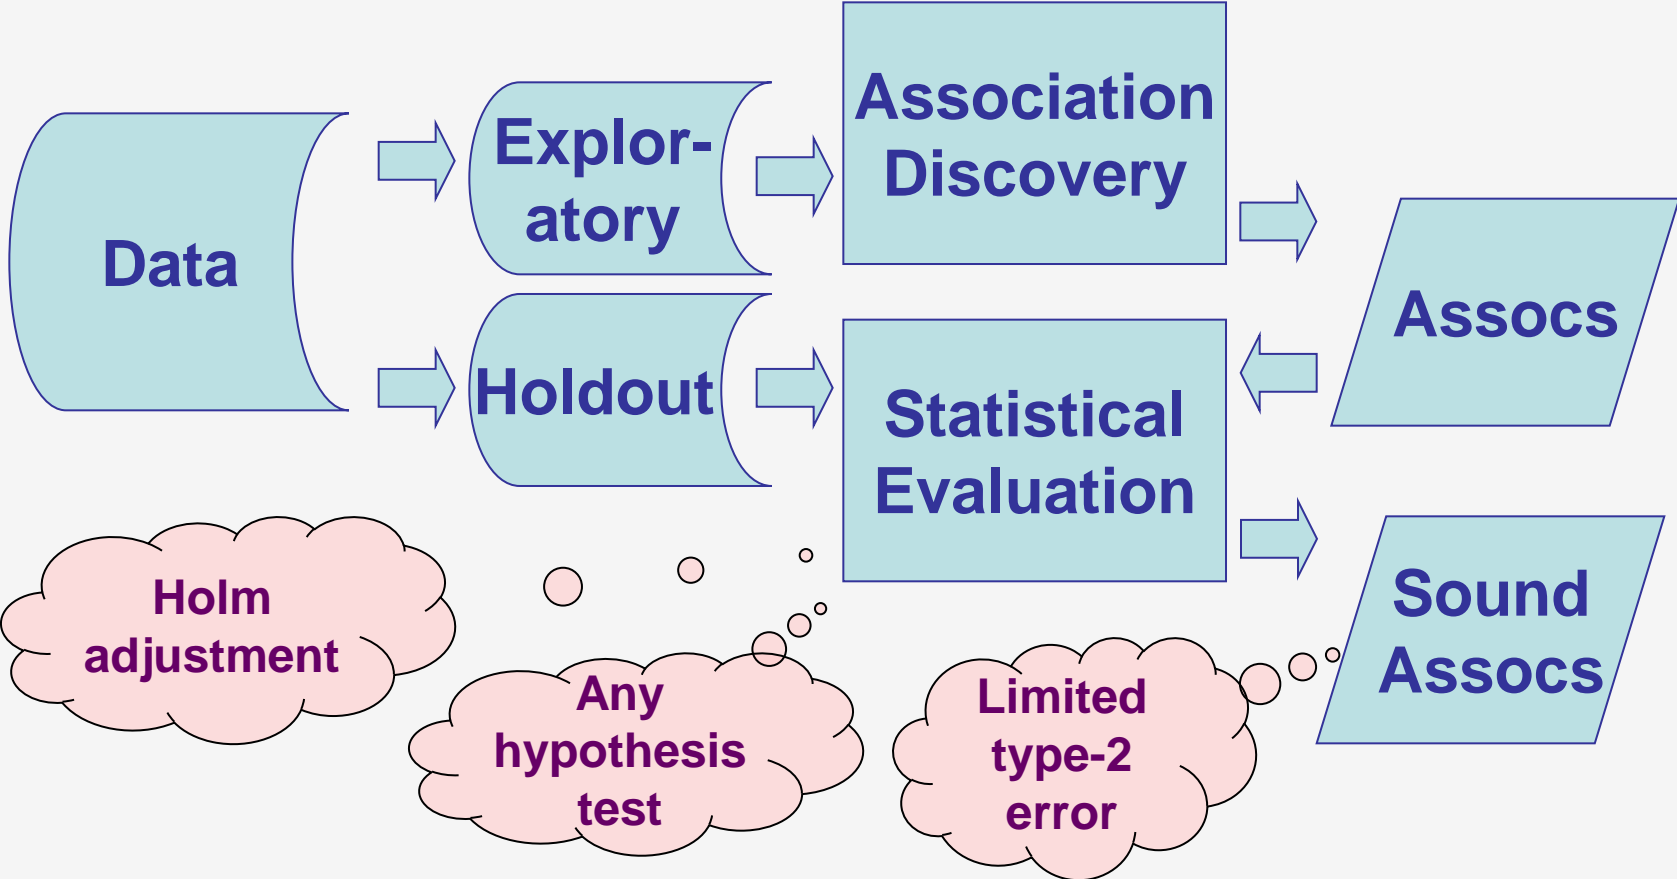 Data
Explor-
atory
Association
Discovery
Assocs
Holdout
Statistical
Evaluation
Sound
Assocs
Holm
adjustment
Any
hypothesis
test
Limited
type-2
error